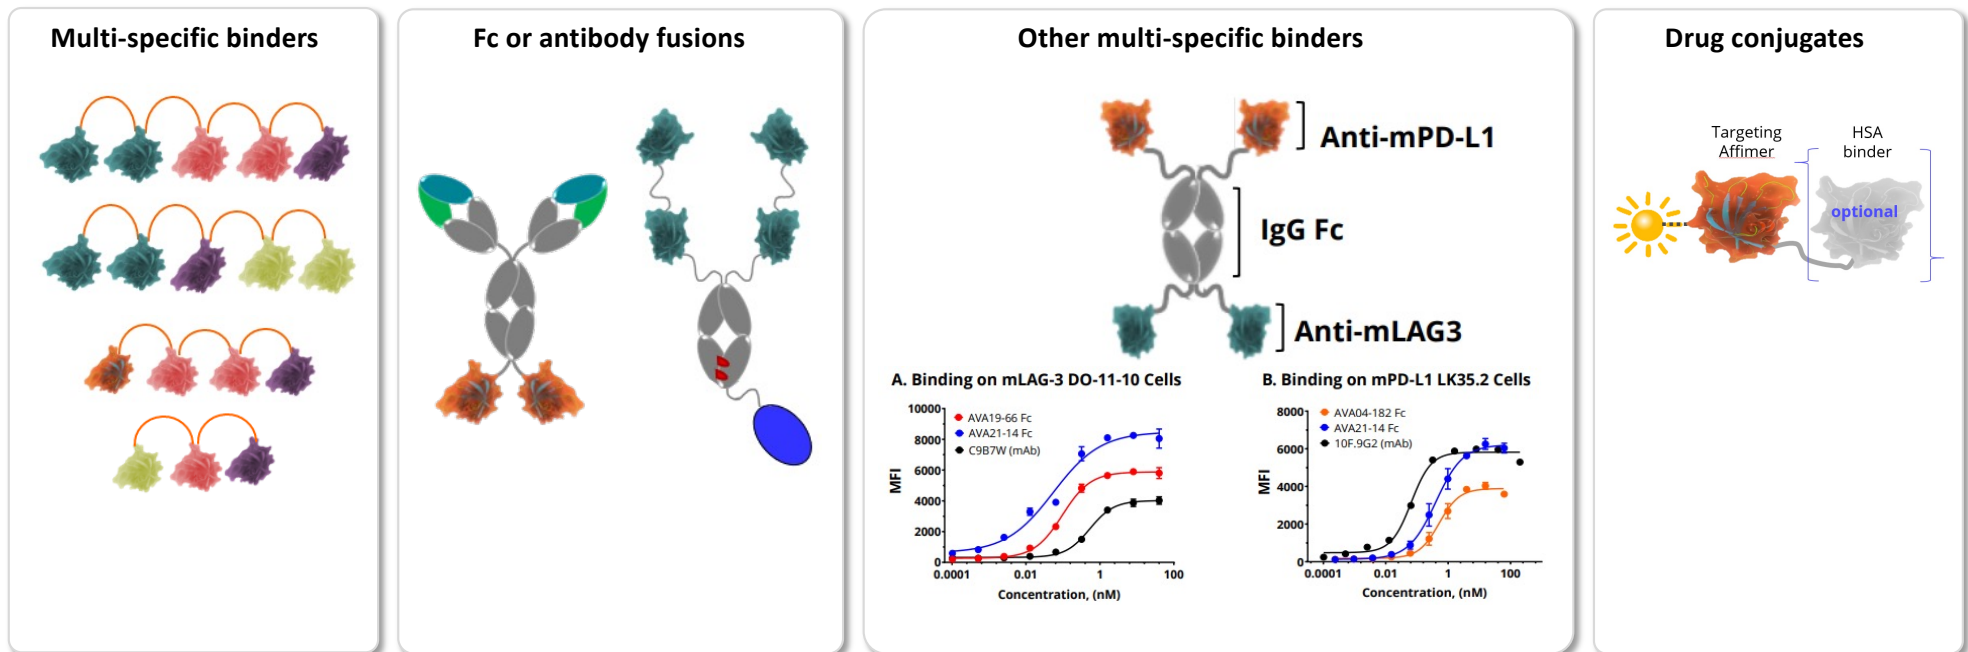 Multi-specific binders
Fc or antibody fusions
Other multi-specific binders
Anti-mPD-L1
IgG Fc
Anti-mLAG3
A. Binding on mLAG-3 DO-11-10 Cells
10000
8000
6000
4000
2000
0
MFI
AVA19-66 Fc
AVA21-14 Fc
C9B7W (mAb)
0.0001
0.01
1
100
Concentration, (nM)
B. Binding on mPD-L1 LK35.2 Cells
8000
6000
4000
2000
0
MFI
AVA04-182 Fc
AVA21-14 Fc
10F.9G2 (mAb)
0.0001
0.01
1
100
Concentration, (nM)
Drug conjugates
Targeting
Affimer
HSA
binder
optional